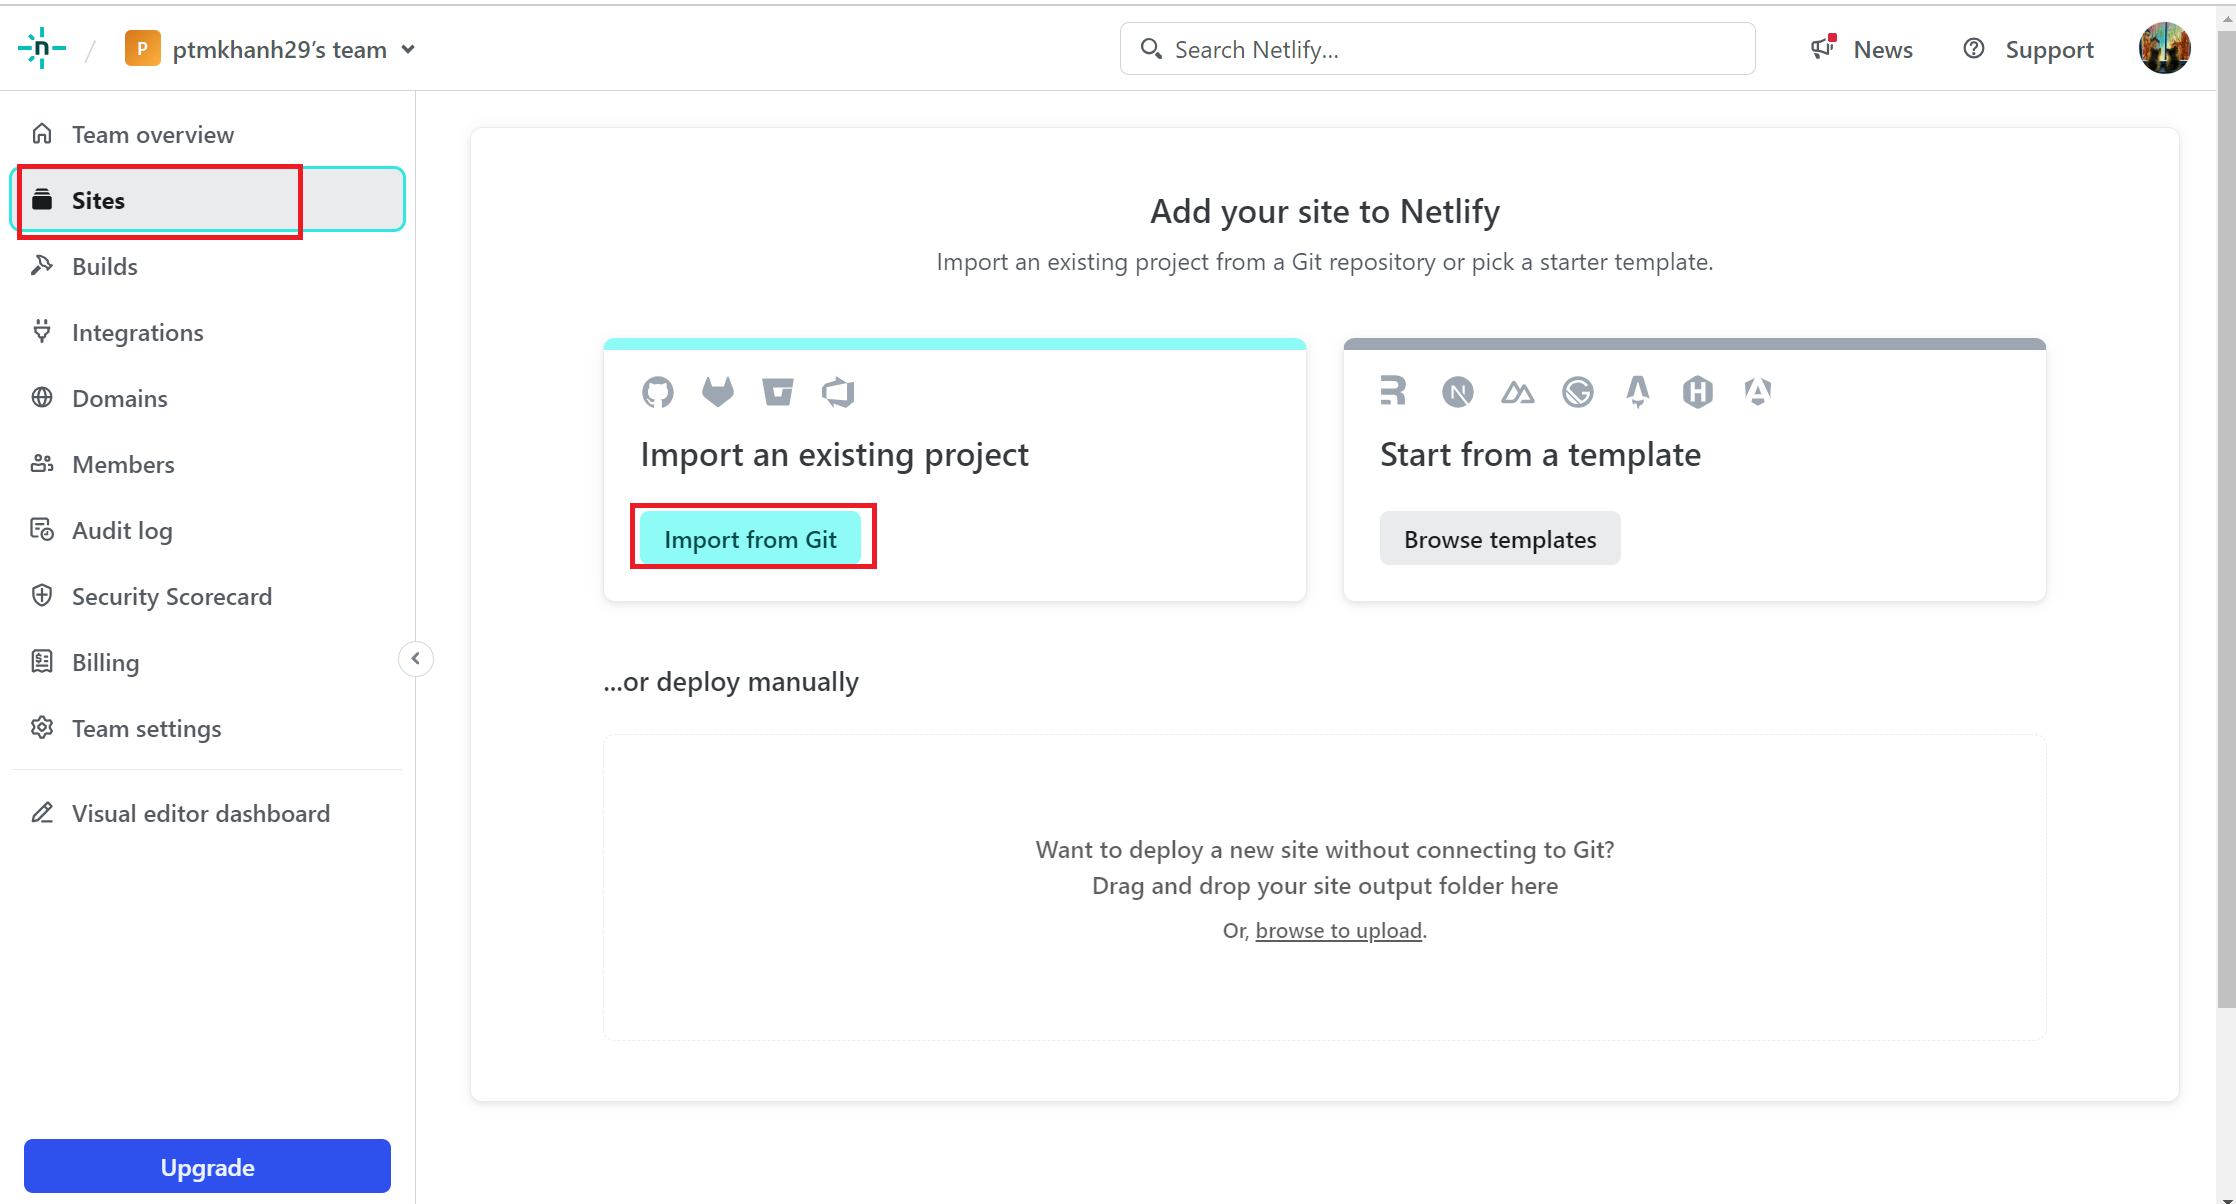 n
/
P ptmkhanh29’s team
Search Netlify...
News
Support
Team overview
Sites
Builds
Integrations
Domains
Members
Audit log
Security Scorecard
Billing
Team settings
Visual editor dashboard
Upgrade
Add your site to Netlify
Import an existing project from a Git repository or pick a starter template.
Import an existing project
Import from Git
Start from a template
Browse templates
...or deploy manually
Want to deploy a new site without connecting to Git?
Drag and drop your site output folder here
Or, browse to upload.